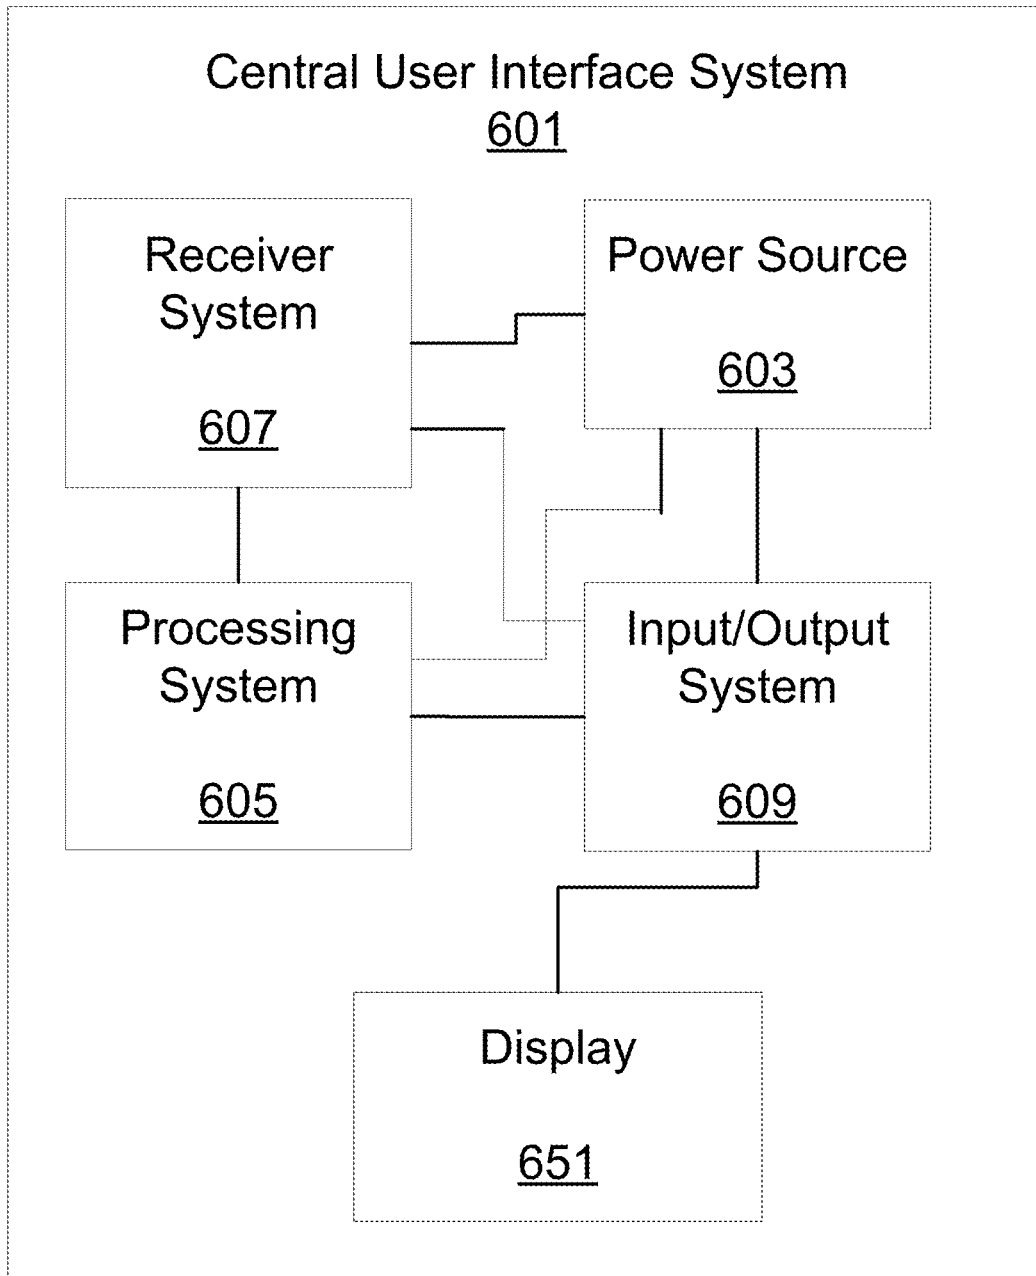 Central User Interface System
601
Receiver
System
607
Power Source
603
Processing
System
605
Input/Output
System
609
Display
651